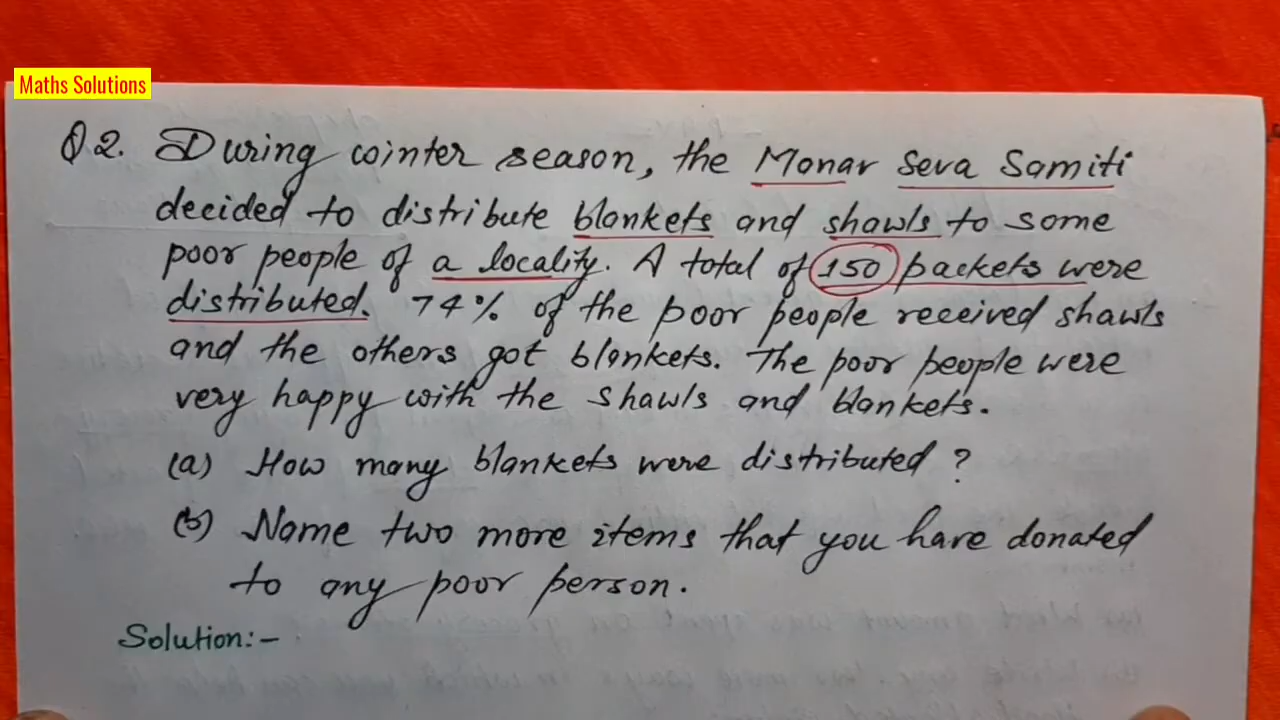 Maths Solutions
Q2. During winter season, the Manav Seva Samiti
decided to distribute blankets and shawls to some
poor people of a locality. A total of 150 packets were
distributed. 74% of the poor people received shawls
and the others got blankets. The poor people were
very happy with the shawls and blankets.
(a) How many blankets were distributed ?
(b) Name two more items that you have donated
to any poor person.
Solution:-